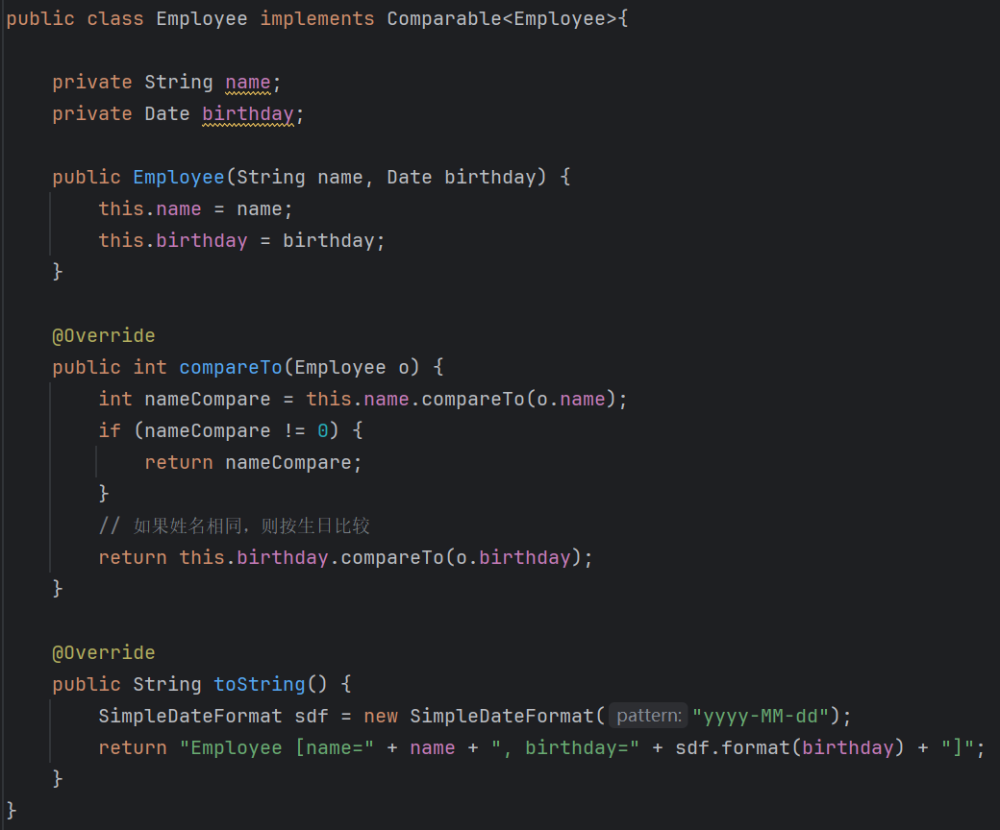 public class Employee implements Comparable<Employee>{
private String name;
private Date birthday;
public Employee(String name, Date birthday) {
this.name = name;
this.birthday = birthday;
}
@Override
public int compareTo(Employee o) {
int nameCompare = this.name.compareTo(o.name);
if (nameCompare != 0) {
return nameCompare;
}
// 如果姓名相同，则按生日比较
return this.birthday.compareTo(o.birthday);
}
@Override
public String toString() {
SimpleDateFormat sdf = new SimpleDateFormat( pattern: "yyyy-MM-dd");
return "Employee [name=" + name + ", birthday=" + sdf.format(birthday) + "]";
}
}